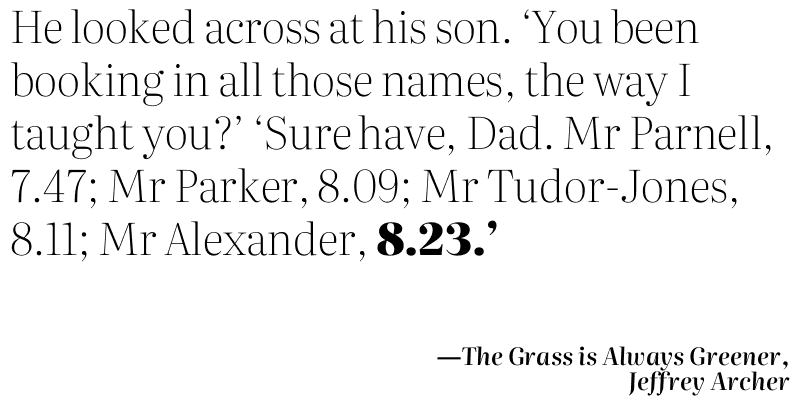 He looked across at his son. ‘You been
booking in all those names, the way I
taught you?’ ‘Sure have, Dad. Mr Parnell,
7.47; Mr Parker, 8.09; Mr Tudor-Jones,
8.11; Mr Alexander, 8.23.’
—The Grass is Always Greener,
Jeffrey Archer